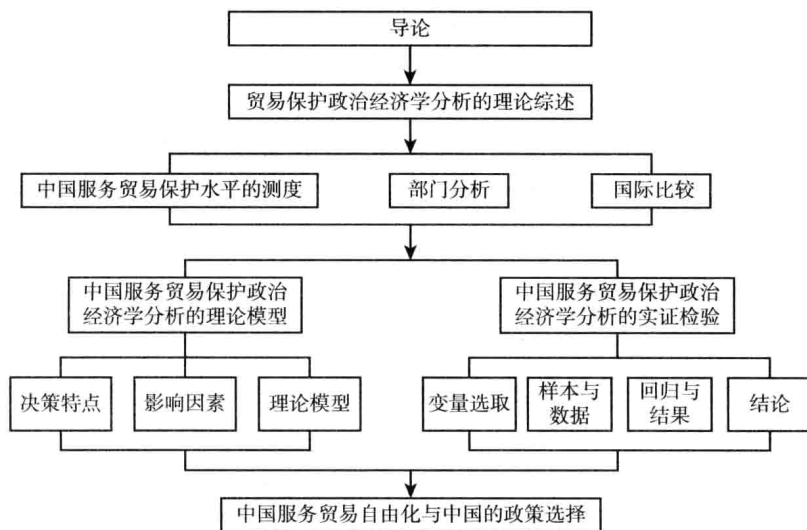 导论
贸易保护政治经济学分析的理论综述
中国服务贸易保护水平的测度
部门分析
国际比较
中国服务贸易保护政治
经济学分析的理论模型
中国服务贸易保护政治
经济学分析的实证检验
决策特点
影响因素
理论模型
变量选取
样本与
数据
回归与
结果
结论
中国服务贸易自由化与中国的政策选择